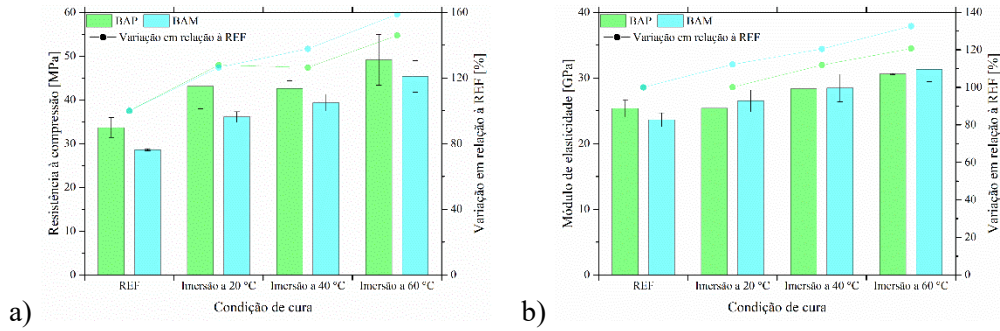 60
50
40
30
20
10
0
Resistência à compressão [MPa]
BAP BAM
Variação em relação à REF
160
120
80
40
0
Variação em relação à REF [%]
REF Imersão a 20 °C Imersão a 40 °C Imersão a 60 °C
Condição de cura
a)
40
30
20
10
0
Módulo de elasticidade [GPa]
BAP BAM
Variação em relação à REF
140
120
100
80
60
40
20
0
Variação em relação à REF [%]
REF Imersão a 20 °C Imersão a 40 °C Imersão a 60 °C
Condição de cura
b)